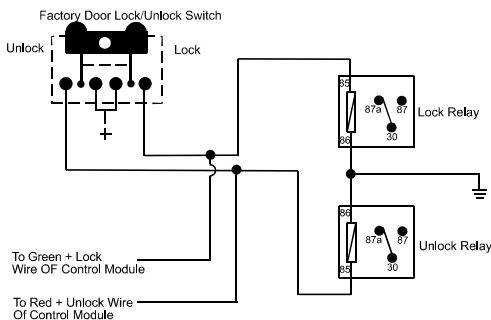 Factory Door Lock/Unlock Switch
Unlock
Lock
+
85
87a
87
30
86
Lock Relay
86
87a
87
30
85
Unlock Relay
To Green + Lock
Wire OF Control Module
To Red + Unlock Wire
Of Control Module